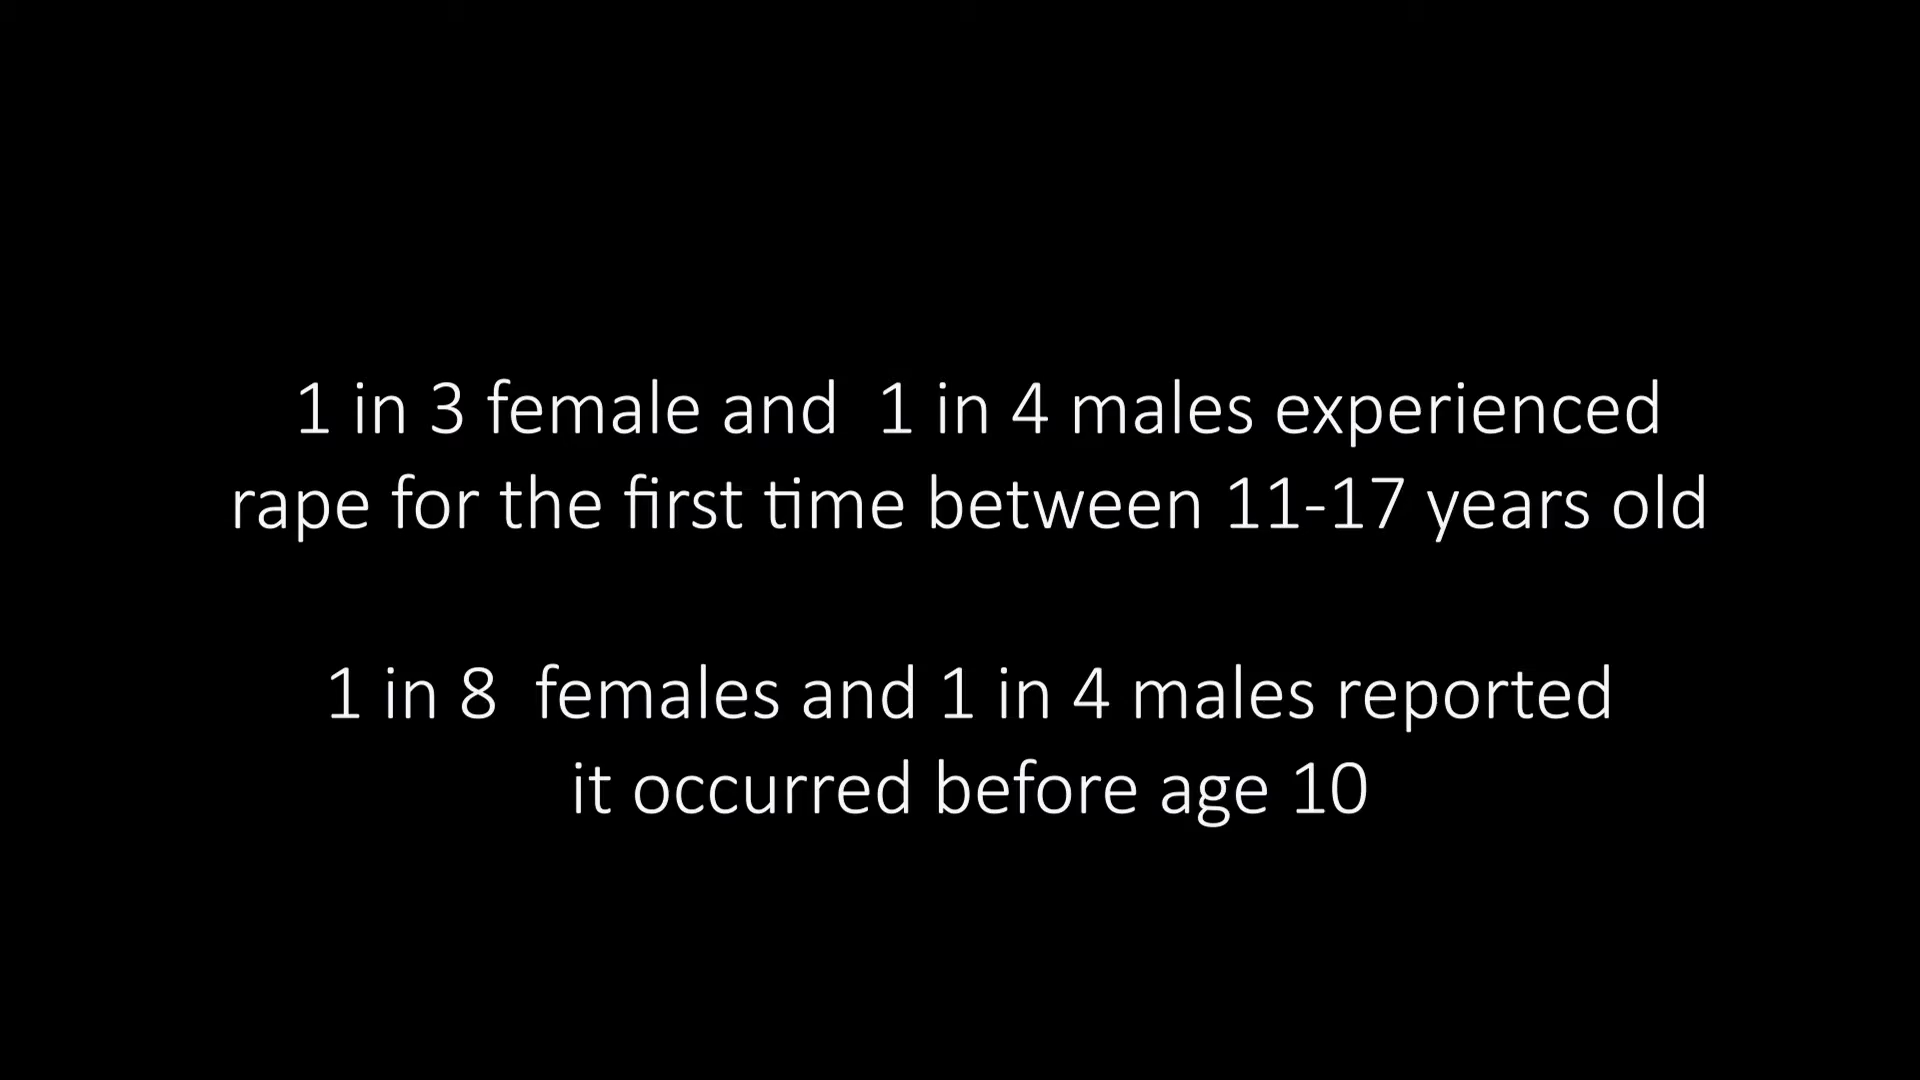 1 in 3 female and  1 in 4 males experienced
rape for the first time between 11-17 years old
1 in 8  females and 1 in 4 males reported
it occurred before age 10